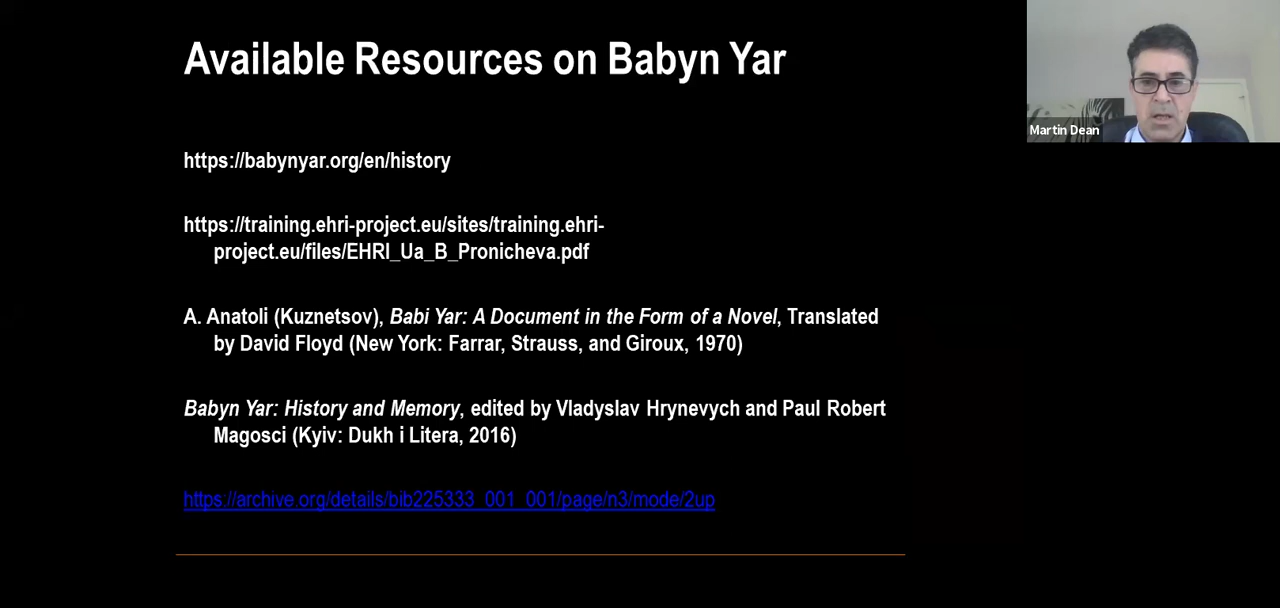 Available Resources on Babyn Yar
Martin Dean
https://babynyar.org/en/history
https://training.ehri-project.eu/sites/training.ehri-
project.eu/files/EHRI_Ua_B_Pronicheva.pdf
A. Anatoli (Kuznetsov), Babi Yar: A Document in the Form of a Novel, Translated
by David Floyd (New York: Farrar, Strauss, and Giroux, 1970)
Babyn Yar: History and Memory, edited by Vladyslav Hrynevych and Paul Robert
Magosci (Kyiv: Dukh i Litera, 2016)
https://archive.org/details/bib225333_001_001/page/n3/mode/2up